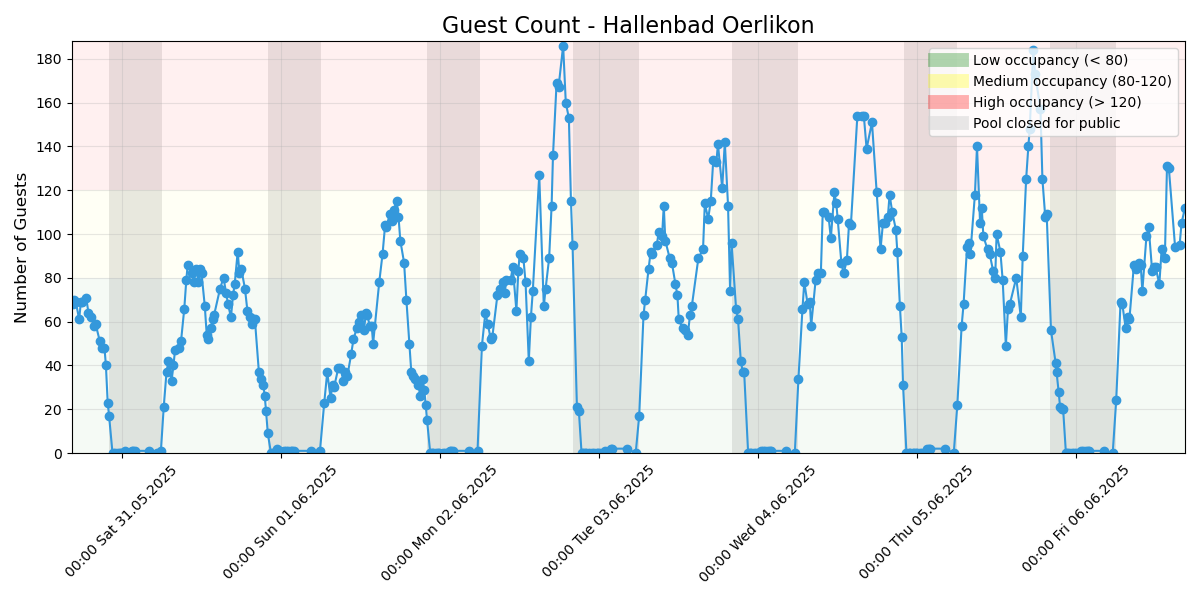 Guest Count - Hallenbad Oerlikon
Number of Guests
180
160
140
120
100
80
60
40
20
0
Low occupancy (< 80)
Medium occupancy (80-120)
High occupancy (> 120)
Pool closed for public
00:00 Sat 31.05.2025
00:00 Sun 01.06.2025
00:00 Mon 02.06.2025
00:00 Tue 03.06.2025
00:00 Wed 04.06.2025
00:00 Thu 05.06.2025
00:00 Fri 06.06.2025